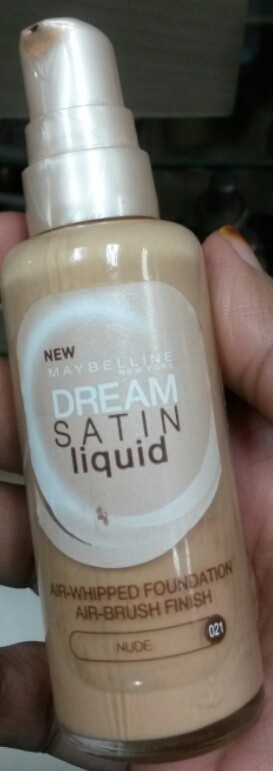 NEW
MAYBELLINE
NEW YORK
DREAM
SATIN
liquid
AIR-WHIPPED FOUNDATION
AIR-BRUSH FINISH
NUDE 021